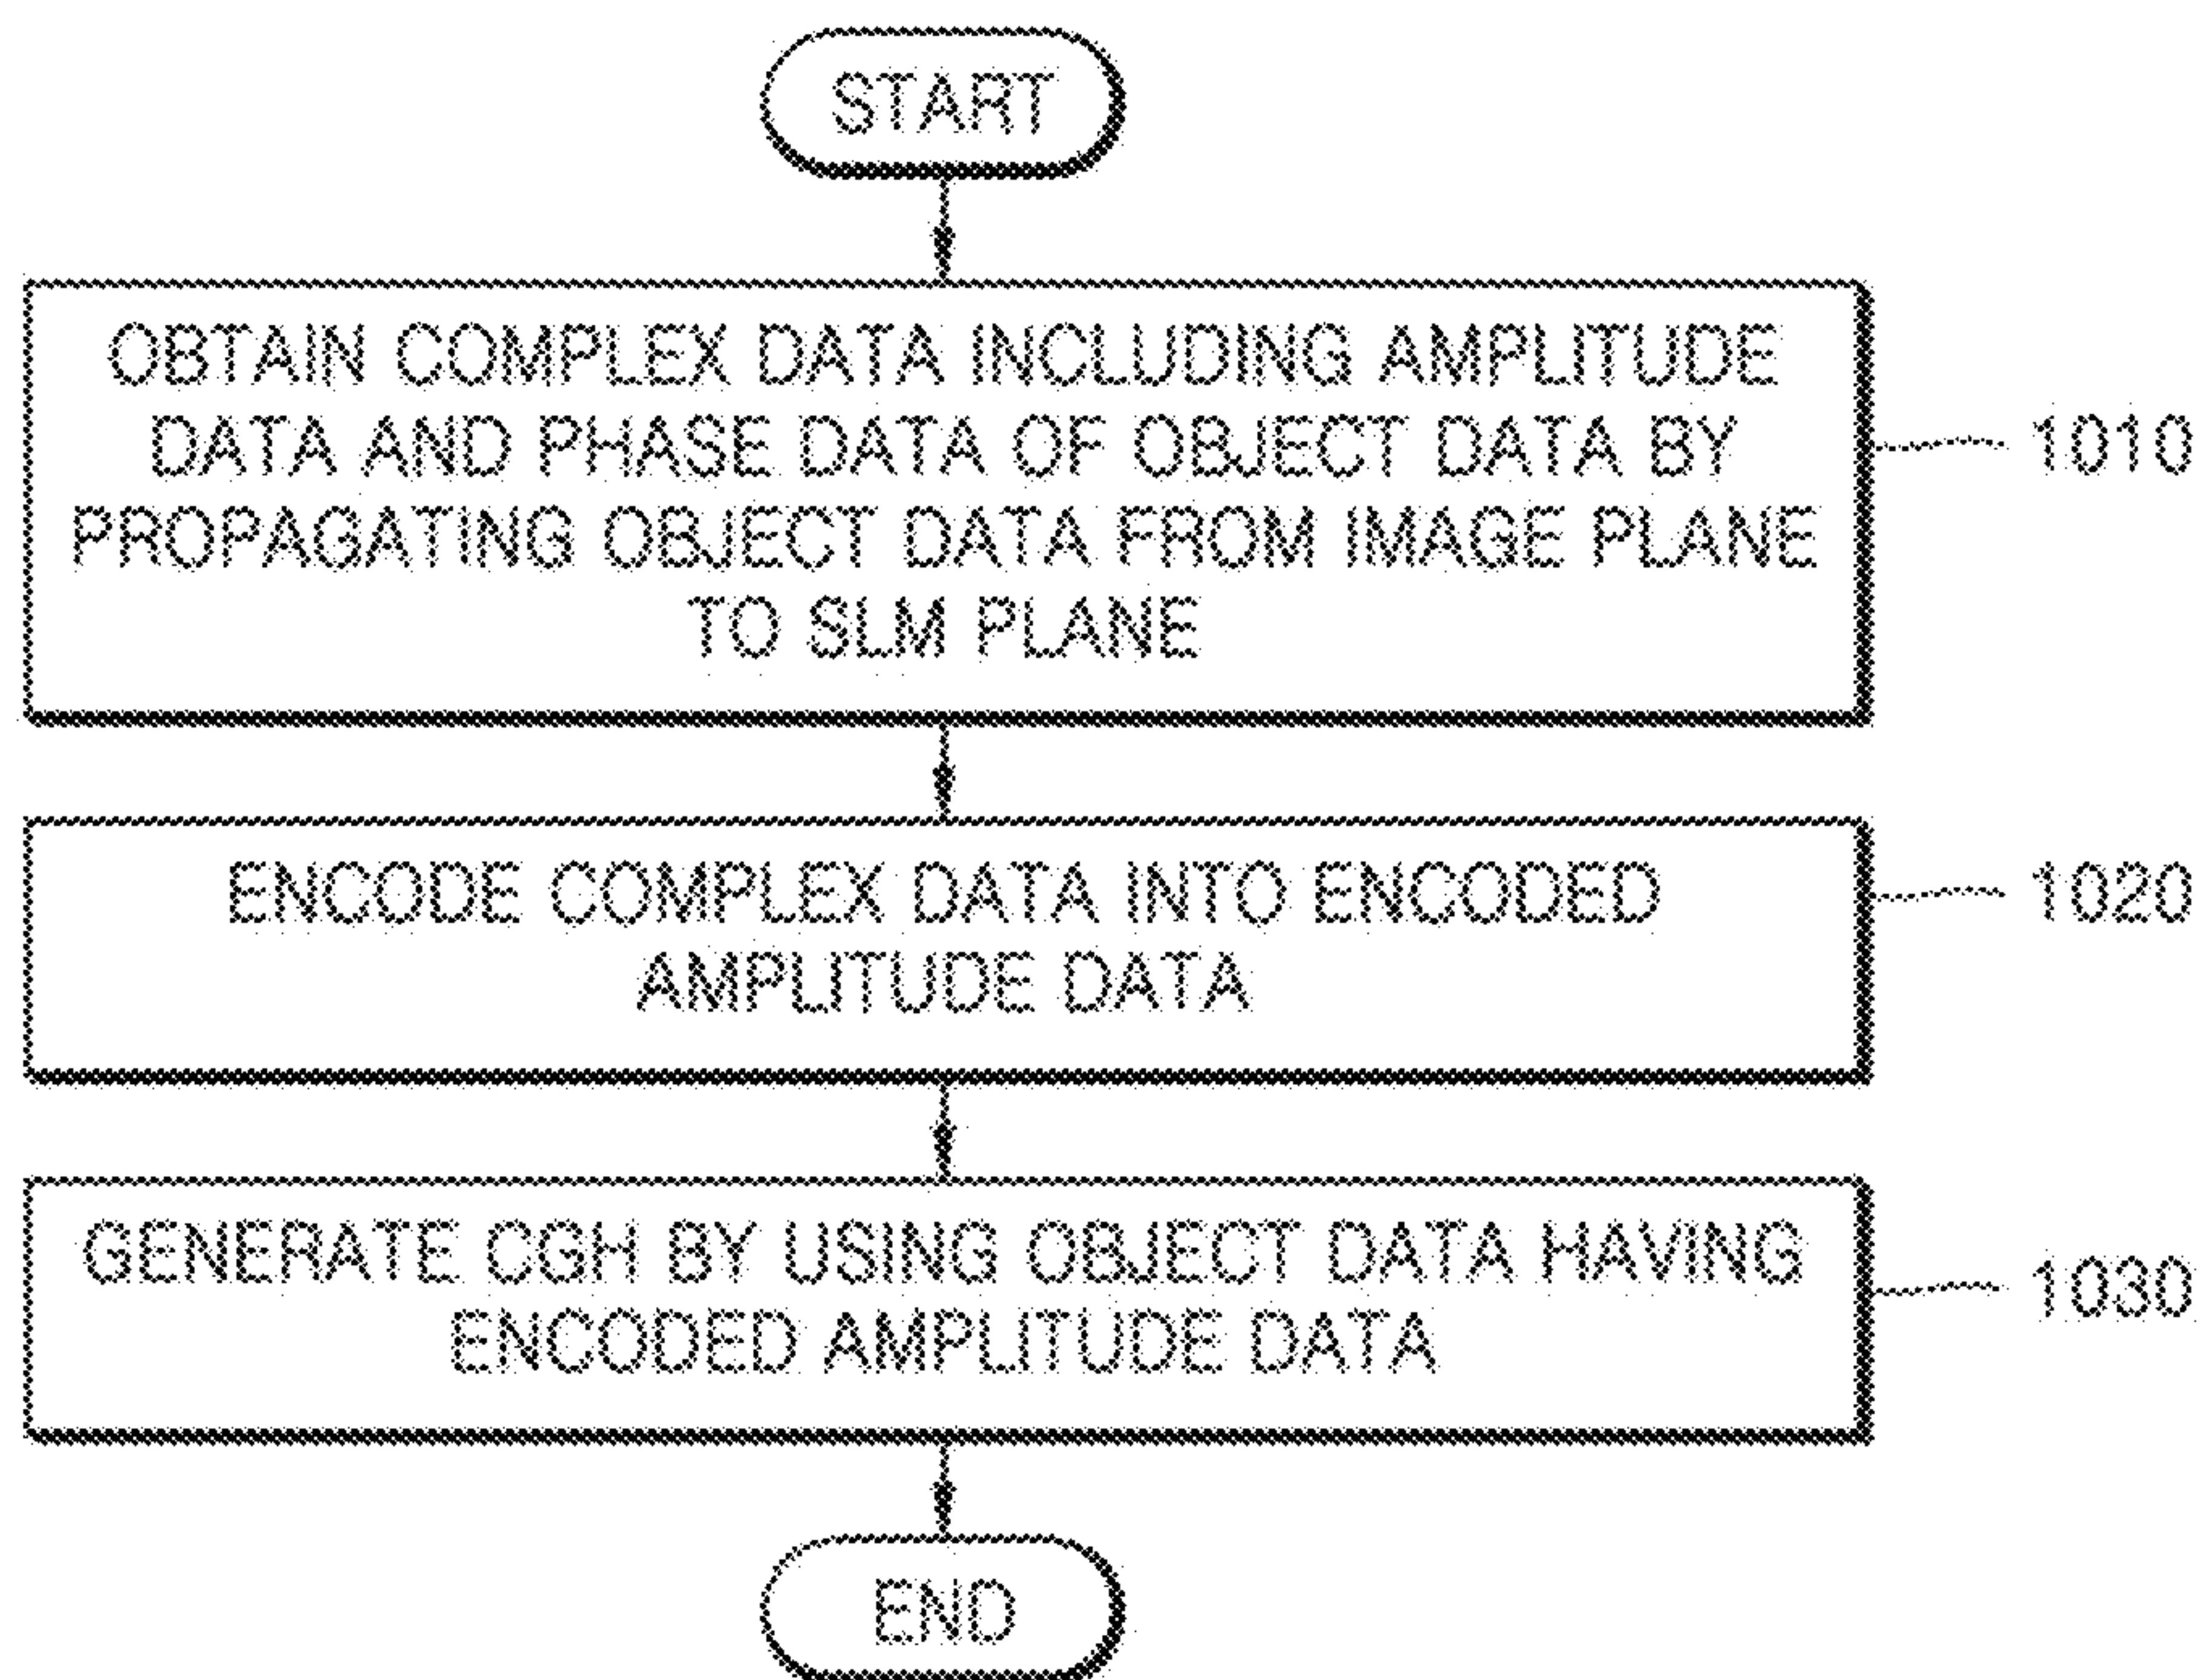 START
OBTAIN COMPLEX DATA INCLUDING AMPLITUDE
DATA AND PHASE DATA OF OBJECT DATA BY
PROPAGATING OBJECT DATA FROM IMAGE PLANE
TO SLM PLANE
1010
ENCODE COMPLEX DATA INTO ENCODED
AMPLITUDE DATA
1020
GENERATE CGH BY USING OBJECT DATA HAVING
ENCODED AMPLITUDE DATA
1030
END